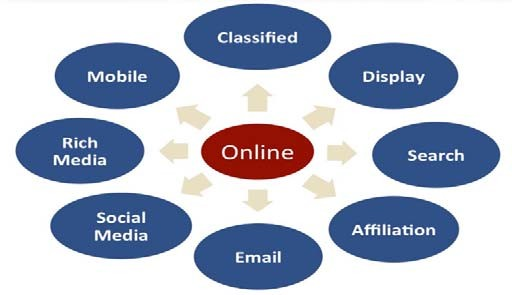 Classified
Mobile
Display
Rich
Media
Online
Search
Social
Media
Affiliation
Email